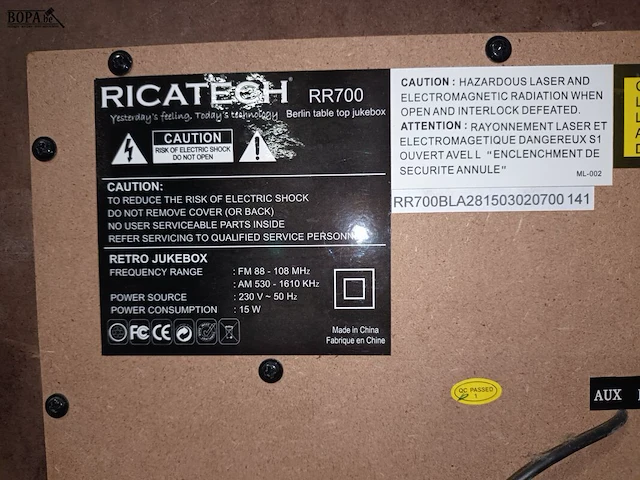 BOPA
RICATECH® RR700
Yesterday's feeling, Today's technology Berlin table top jukebox
CAUTION
RISK OF ELECTRIC SHOCK
DO NOT OPEN
CAUTION:
TO REDUCE THE RISK OF ELECTRIC SHOCK
DO NOT REMOVE COVER (OR BACK)
NO USER SERVICEABLE PARTS INSIDE
REFER SERVICING TO QUALIFIED SERVICE PERSONN
RETRO JUKEBOX
FREQUENCY RANGE : FM 88 - 108 MHz
: AM 530 - 1610 KHz
POWER SOURCE : 230 V ~ 50 Hz
POWER CONSUMPTION : 15 W
FC CE
Made in China
Fabrique en Chine
CAUTION : HAZARDOUS LASER AND
ELECTROMAGNETIC RADIATION WHEN
OPEN AND INTERLOCK DEFEATED.
ATTENTION : RAYONNEMENT LASER ET
ELECTROMAGETIQUE DANGEREUX S1
OUVERT AVEL L "ENCLENCHMENT DE
SECURITE ANNULE"
ML-002
RR700BLA281503020700 141
QC PASSED
1
AUX